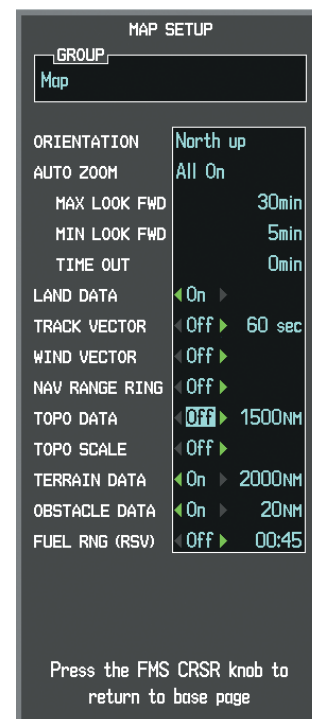 MAP SETUP
GROUP
Map
ORIENTATION North up
AUTO ZOOM All On
MAX LOOK FWD 30min
MIN LOOK FWD 5min
TIME OUT 0min
LAND DATA On
TRACK VECTOR Off 60 sec
WIND VECTOR Off
NAV RANGE RING Off
TOPO DATA Off 1500NM
TOPO SCALE Off
TERRAIN DATA On 2000NM
OBSTACLE DATA On 20NM
FUEL RNG (RSV) Off 00:45
Press the FMS CRSR knob to
return to base page